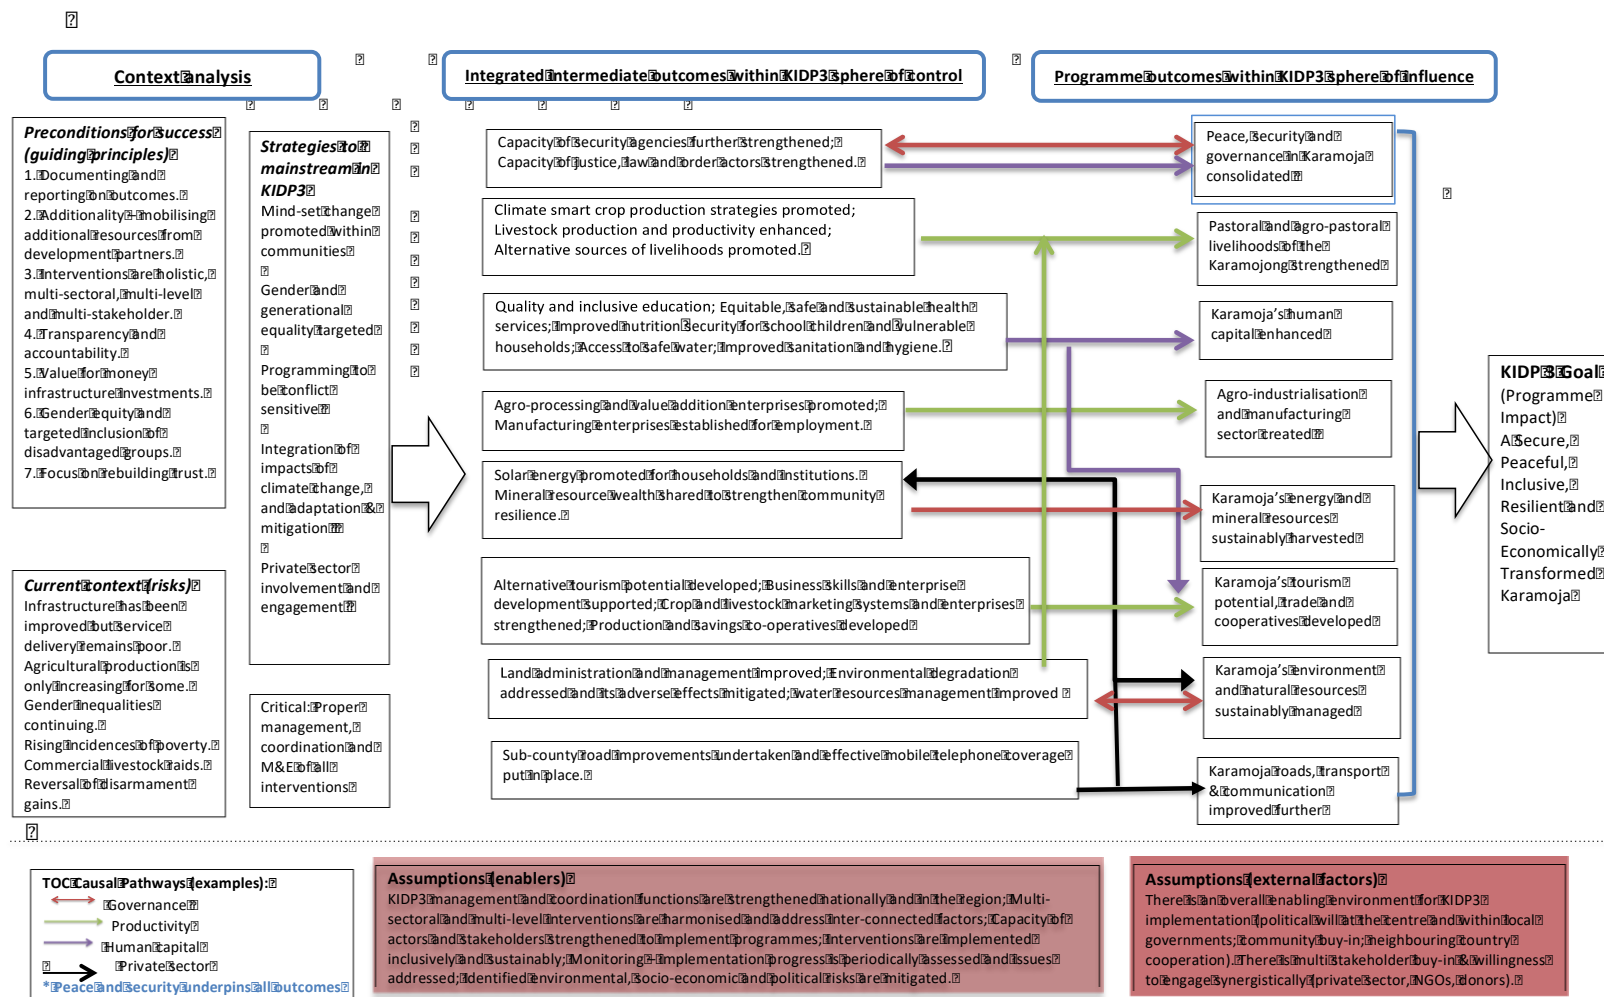 Context analysis
Integrated intermediate outcomes within KIDP3 sphere of control
Programme outcomes within KIDP3 sphere of influence
Preconditions for success
(guiding principles)
1. Documenting and
reporting on outcomes.
2. Additionality – mobilising
additional resources from
development partners.
3. Interventions are holistic,
multi-sectoral, multi-level
and multi-stakeholder.
4. Transparency and
accountability.
5. Value for money
infrastructure investments.
6. Gender equity and
targeted inclusion of
disadvantaged groups.
7. Focus on rebuilding trust.
Current context (risks)
Infrastructure has been
improved but service
delivery remains poor.
Agricultural production is
only increasing for some.
Gender inequalities
continuing.
Rising incidences of poverty.
Commercial livestock raids.
Reversal of disarmament
gains.
Strategies to
mainstream in
KIDP3
Mind-set change
promoted within
communities
Gender and
generational
equality targeted
Programming to
be conflict
sensitive
Integration of
impacts of
climate change,
and adaptation &
mitigation
Private sector
involvement and
engagement
Critical: Proper
management,
coordination and
M&E of all
interventions
Capacity of security agencies further strengthened;
Capacity of justice, law and order actors strengthened.
Climate smart crop production strategies promoted;
Livestock production and productivity enhanced;
Alternative sources of livelihoods promoted.
Quality and inclusive education; Equitable, safe and sustainable health
services; Improved nutrition security for school children and vulnerable
households; Access to safe water; Improved sanitation and hygiene.
Agro-processing and value addition enterprises promoted;
Manufacturing enterprises established for employment.
Solar energy promoted for households and institutions.
Mineral resource wealth shared to strengthen community
resilience.
Alternative tourism potential developed; Business skills and enterprise
development supported; Crop and livestock marketing systems and enterprises
strengthened; Production and savings co-operatives developed
Land administration and management improved; Environmental degradation
addressed and its adverse effects mitigated; water resources management improved
Sub-county road improvements undertaken and effective mobile telephone coverage
put in place.
Peace, security and
governance in Karamoja
consolidated
Pastoral and agro-pastoral
livelihoods of the
Karamojong strengthened
Karamoja's human
capital enhanced
Agro-industrialisation
and manufacturing
sector created
Karamoja's energy and
mineral resources
sustainably harvested
Karamoja's tourism
potential, trade and
cooperatives developed
Karamoja's environment
and natural resources
sustainably managed
Karamoja roads, transport
& communication
improved further
KIDP 3 Goal
(Programme
Impact)
A Secure,
Peaceful,
Inclusive,
Resilient and
Socio-
Economically
Transformed
Karamoja
TOC Causal Pathways (examples):
Governance
Productivity
Human capital
Private sector
* Peace and security underpins all outcomes
Assumptions (enablers)
KIDP3 management and coordination functions are strengthened nationally and in the region; Multi-
sectoral and multi-level interventions are harmonised and address inter-connected factors; Capacity of
actors and stakeholders strengthened to implement programmes; Interventions are implemented
inclusively and sustainably; Monitoring – implementation progress is periodically assessed and issues
addressed; Identified environmental, socio-economic and political risks are mitigated.
Assumptions (external factors)
There is an overall enabling environment for KIDP3
implementation (political will at the centre and within local
governments; community buy-in; neighbouring country
cooperation). There is multi stakeholder buy-in & willingness
to engage synergistically (private sector, NGOs, donors).